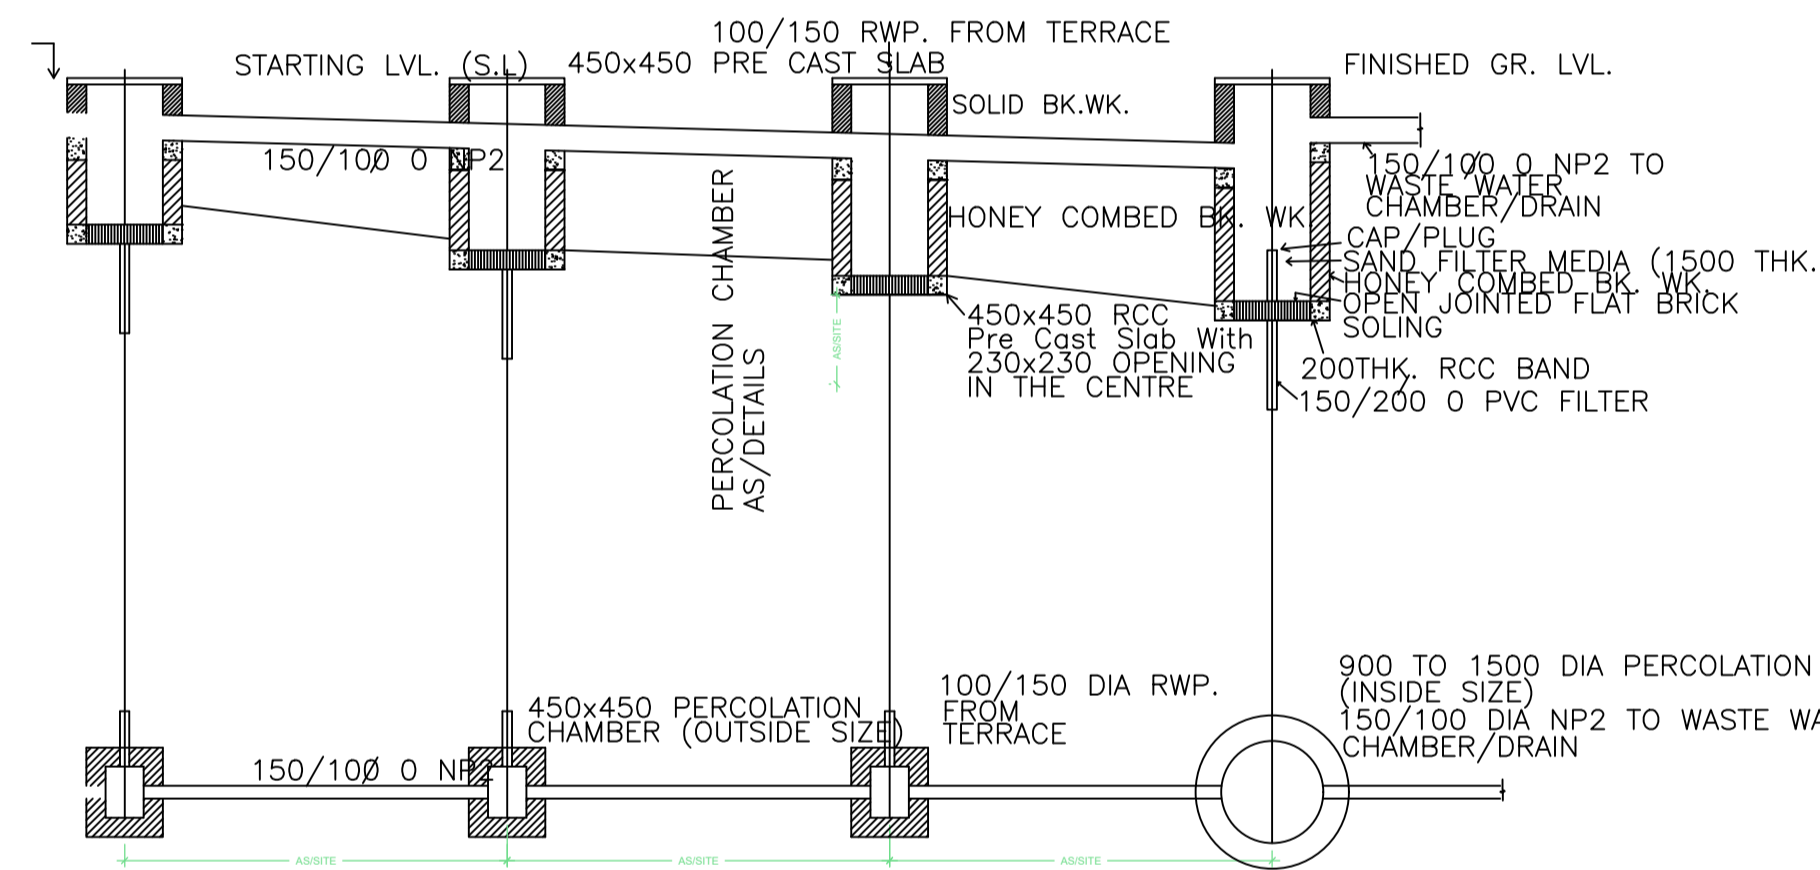 100/150 RWP. FROM TERRACE
STARTING LVL. (S.L)
450x450 PRE CAST SLAB
FINISHED GR. LVL.
SOLID BK.WK.
150/100 O NP2
150/100 O NP2 TO
WASTE WATER
CHAMBER/DRAIN
PERCOLATION CHAMBER
AS/DETAILS
HONEY COMBED BK. WK
CAP/PLUG
SAND FILTER MEDIA (1500 THK.
HONEY COMBED BK. WK.
OPEN JOINTED FLAT BRICK
SOLING
AS/SITE
450x450 RCC
Pre Cast Slab With
230x230 OPENING
IN THE CENTRE
200THK. RCC BAND
150/200 O PVC FILTER
450x450 PERCOLATION
CHAMBER (OUTSIDE SIZE)
100/150 DIA RWP.
FROM
TERRACE
900 TO 1500 DIA PERCOLATION
(INSIDE SIZE)
150/100 DIA NP2 TO WASTE WA
CHAMBER/DRAIN
150/100 O NP2
AS/SITE
AS/SITE
AS/SITE